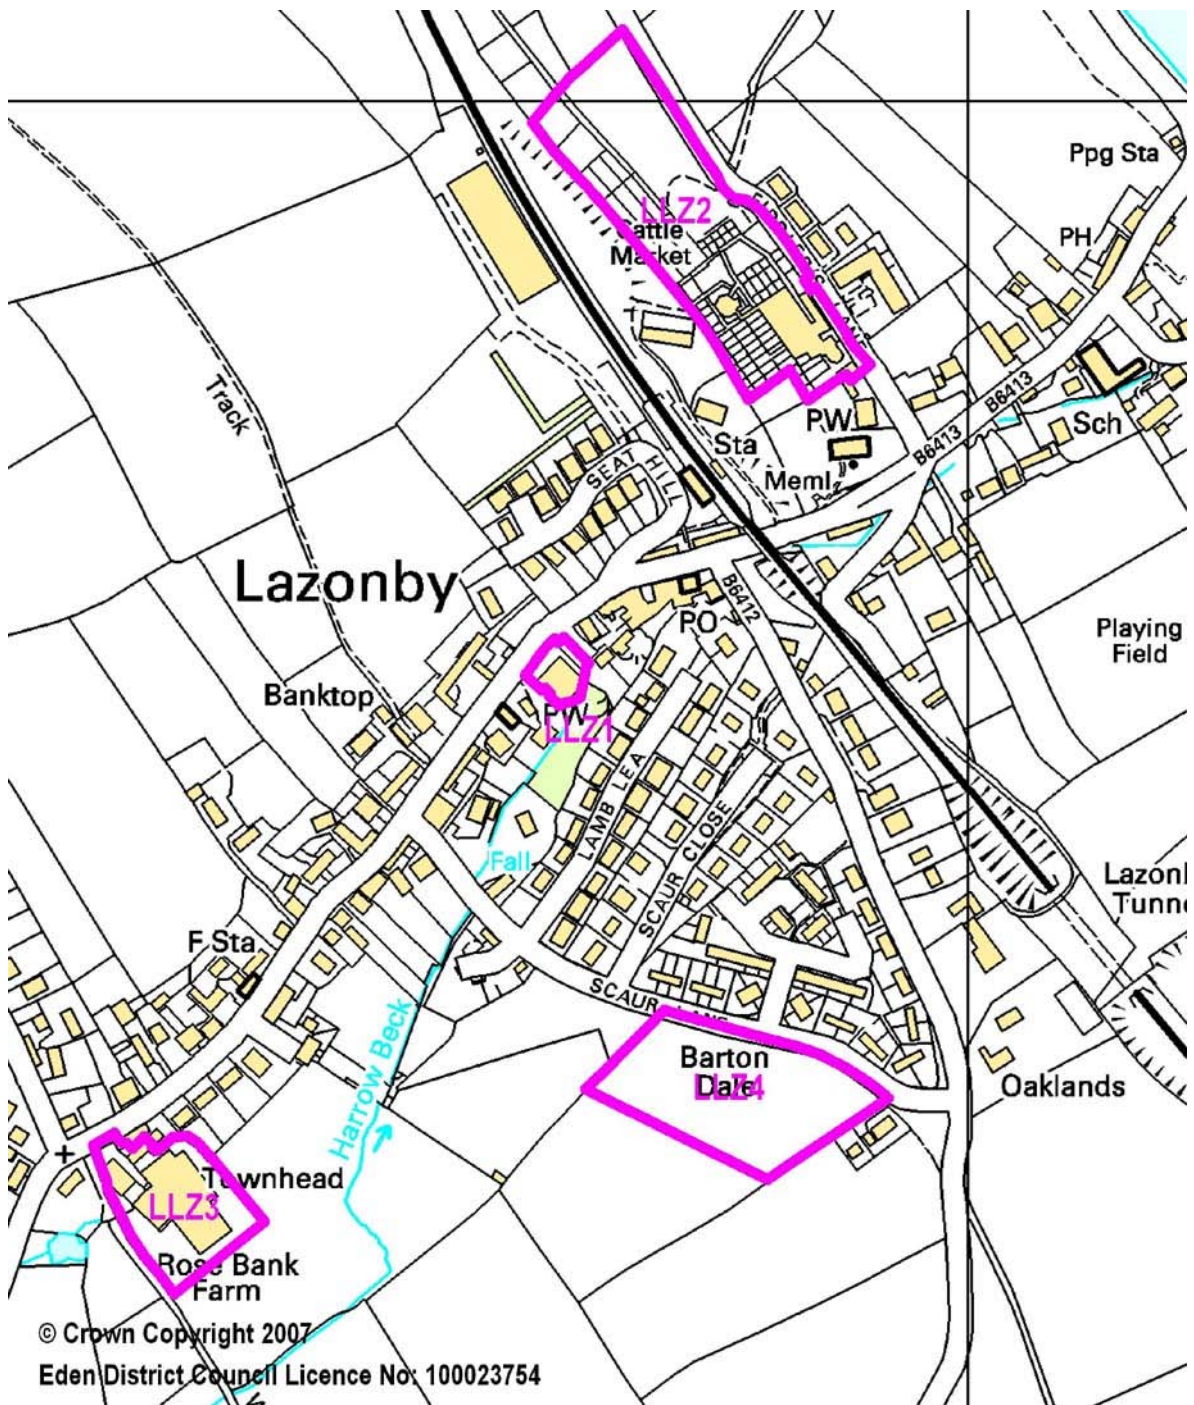 Ppg Sta
LLZ2
Cattle
Market
PH
Track
B6413
SEAT HILL
Sta
PW
B6413
Sch
Meml
Lazonby
B6412
PO
Playing
Field
Banktop
PW
LLZ1
LAMB LEA
SCAUR CLOSE
Fall
F Sta
SCAUR LANE
Harrow Beck
Barton
Dale
LLZ4
Oaklands
Townhead
LLZ3
Rose Bank
Farm
© Crown Copyright 2007
Eden District Council Licence No: 100023754